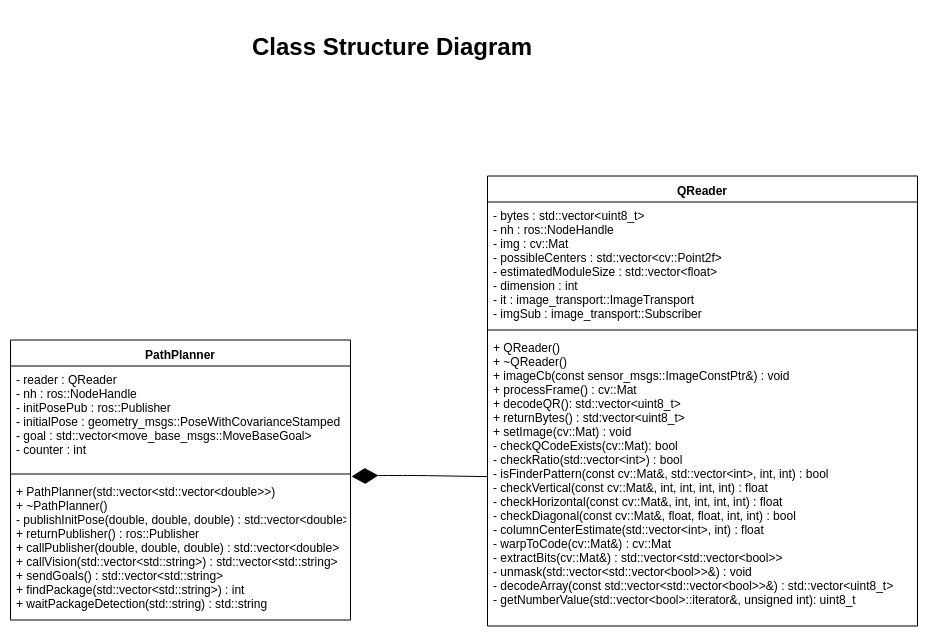 Class Structure Diagram
QReader
- bytes : std::vector<uint8_t>
- nh : ros::NodeHandle
- img : cv::Mat
- possibleCenters : std::vector<cv::Point2f>
- estimatedModuleSize : std::vector<float>
- dimension : int
- it : image_transport::ImageTransport
- imgSub : image_transport::Subscriber
+ QReader()
+ ~QReader()
+ imageCb(const sensor_msgs::ImageConstPtr&) : void
+ processFrame() : cv::Mat
+ decodeQR(): std::vector<uint8_t>
+ returnBytes() : std:vector<uint8_t>
+ setImage(cv::Mat) : void
- checkQCodeExists(cv::Mat): bool
- checkRatio(std::vector<int>) : bool
- isFinderPattern(const cv::Mat&, std::vector<int>, int, int) : bool
- checkVertical(const cv::Mat&, int, int, int, int) : float
- checkHorizontal(const cv::Mat&, int, int, int, int) : float
- checkDiagonal(const cv::Mat&, float, float, int, int) : bool
- columnCenterEstimate(std::vector<int>, int) : float
- warpToCode(cv::Mat&) : cv::Mat
- extractBits(cv::Mat&) : std::vector<std::vector<bool>>
- unmask(std::vector<std::vector<bool>>&) : void
- decodeArray(const std::vector<std::vector<bool>>&) : std::vector<uint8_t>
- getNumberValue(std::vector<bool>::iterator&, unsigned int): uint8_t
PathPlanner
- reader : QReader
- nh : ros::NodeHandle
- initPosePub : ros::Publisher
- initialPose : geometry_msgs::PoseWithCovarianceStamped
- goal : std::vector<move_base_msgs::MoveBaseGoal>
- counter : int
+ PathPlanner(std::vector<std::vector<double>>)
+ ~PathPlanner()
- publishInitPose(double, double, double) : std::vector<double>
+ returnPublisher() : ros::Publisher
+ callPublisher(double, double, double) : std::vector<double>
+ callVision(std::vector<std::string>) : std::vector<std::string>
+ sendGoals() : std::vector<std::string>
+ findPackage(std::vector<std::string>) : int
+ waitPackageDetection(std::string) : std::string